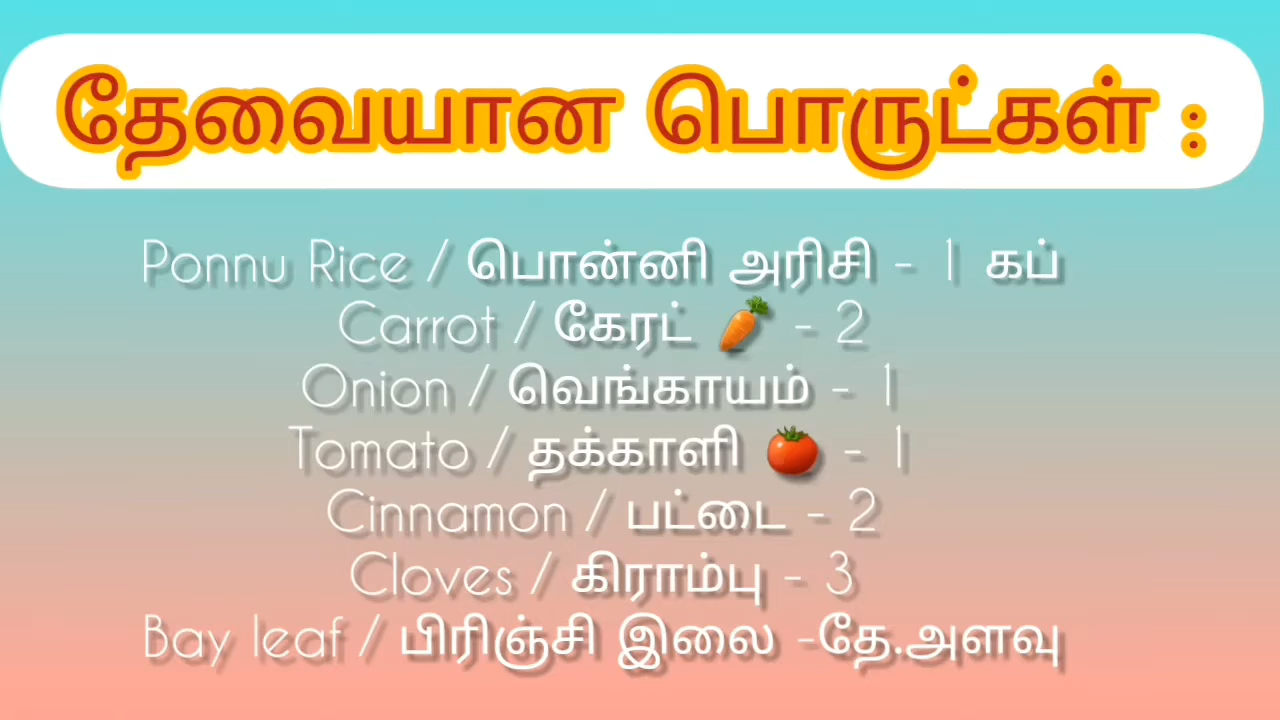 தேவையான பொருட்கள் :
Ponnu Rice / பொன்னி அரிசி - 1 கப்
Carrot / கேரட் 🥕 - 2
Onion / வெங்காயம் - 1
Tomato / தக்காளி 🍅 - 1
Cinnamon / பட்டை - 2
Cloves / கிராம்பு - 3
Bay leaf / பிரிஞ்சி இலை -தே.அளவு